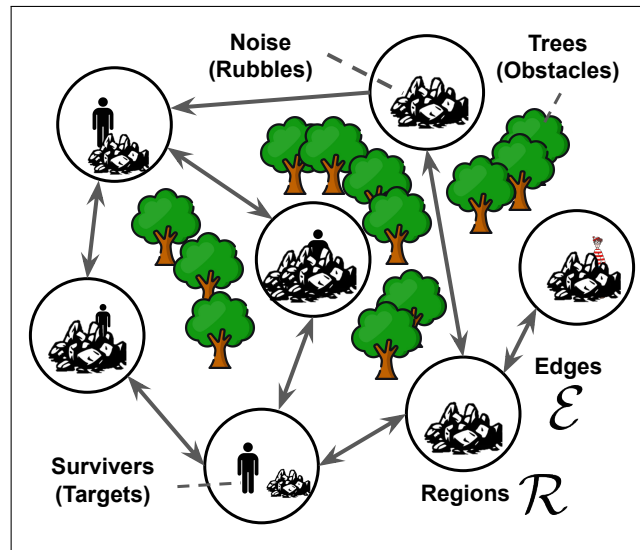 Noise
(Rubbles)
Trees
(Obstacles)
Edges
ℰ
Survivers
(Targets)
Regions ℛ